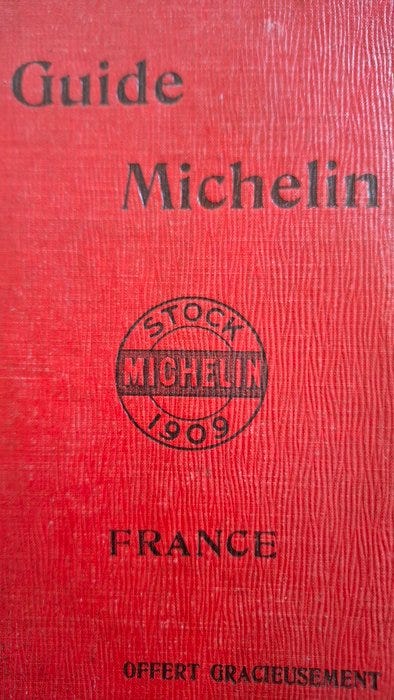 Guide
Michelin
STOCK
MICHELIN
1909
FRANCE
OFFERT GRACIEUSEMENT